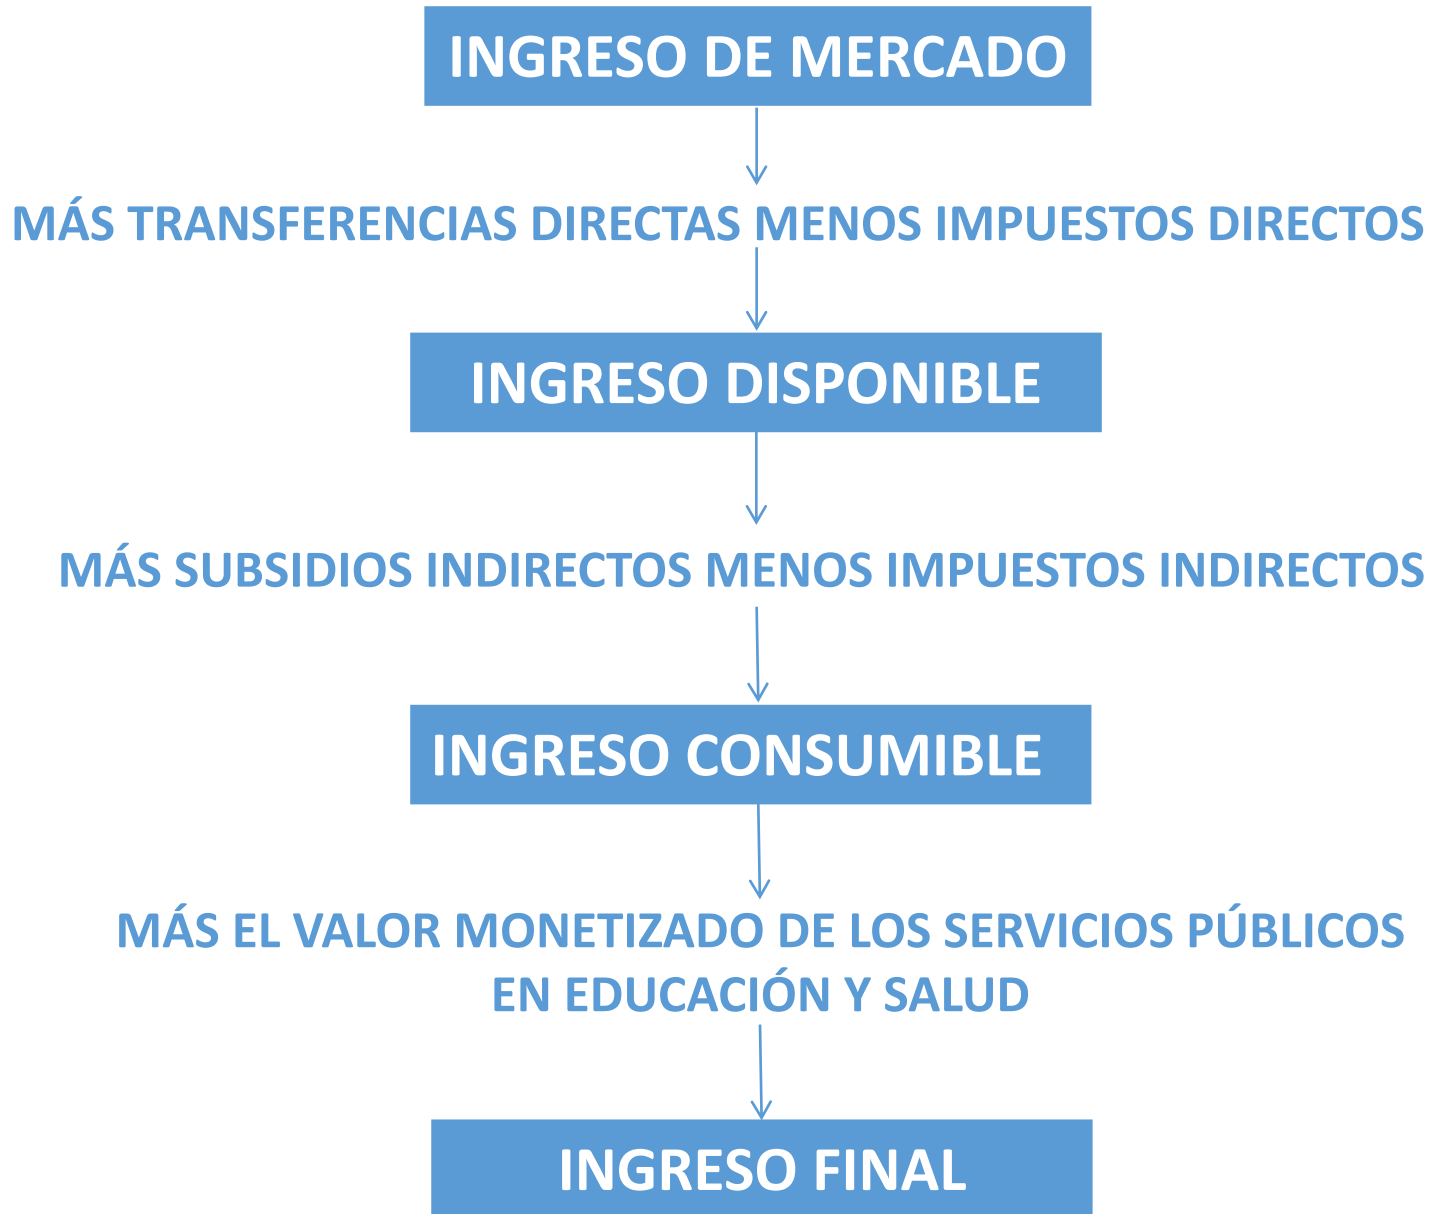 INGRESO DE MERCADO
MÁS TRANSFERENCIAS DIRECTAS MENOS IMPUESTOS DIRECTOS
INGRESO DISPONIBLE
MÁS SUBSIDIOS INDIRECTOS MENOS IMPUESTOS INDIRECTOS
INGRESO CONSUMIBLE
MÁS EL VALOR MONETIZADO DE LOS SERVICIOS PÚBLICOS
EN EDUCACIÓN Y SALUD
INGRESO FINAL